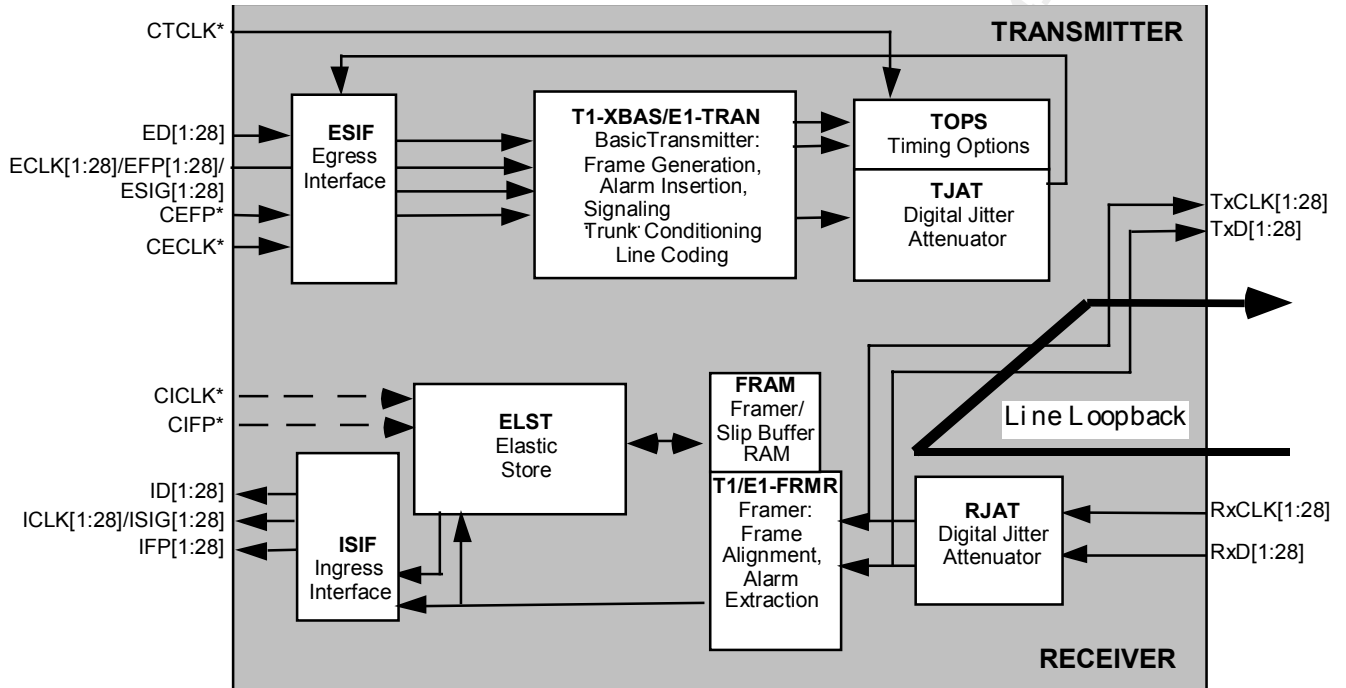 CTCLK*
TRANSMITTER
ED[1:28]
ECLK[1:28]/EFP[1:28]/
ESIG[1:28]
CEFP*
CECLK*
ESIF
Egress
Interface
T1-XBAS/E1-TRAN
BasicTransmitter:
Frame Generation,
Alarm Insertion,
Signaling
Trunk Conditioning
Line Coding
TOPS
Timing Options
TJAT
Digital Jitter
Attenuator
TxCLK[1:28]
TxD[1:28]
Line Loopback
CICLK*
CIFP*
ELST
Elastic
Store
FRAM
Framer/
Slip Buffer
RAM
ID[1:28]
ICLK[1:28]/ISIG[1:28]
IFP[1:28]
ISIF
Ingress
Interface
T1/E1-FRMR
Framer:
Frame
Alignment,
Alarm
Extraction
RJAT
Digital Jitter
Attenuator
RxCLK[1:28]
RxD[1:28]
RECEIVER